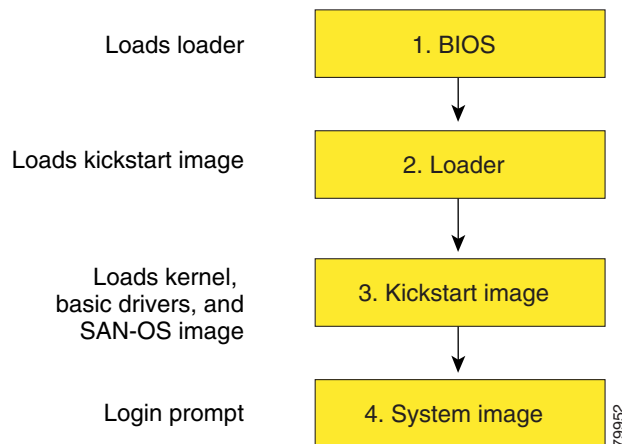 Loads loader
1. BIOS
Loads kickstart image
2. Loader
Loads kernel,
basic drivers, and
SAN-OS image
3. Kickstart image
Login prompt
4. System image
79952